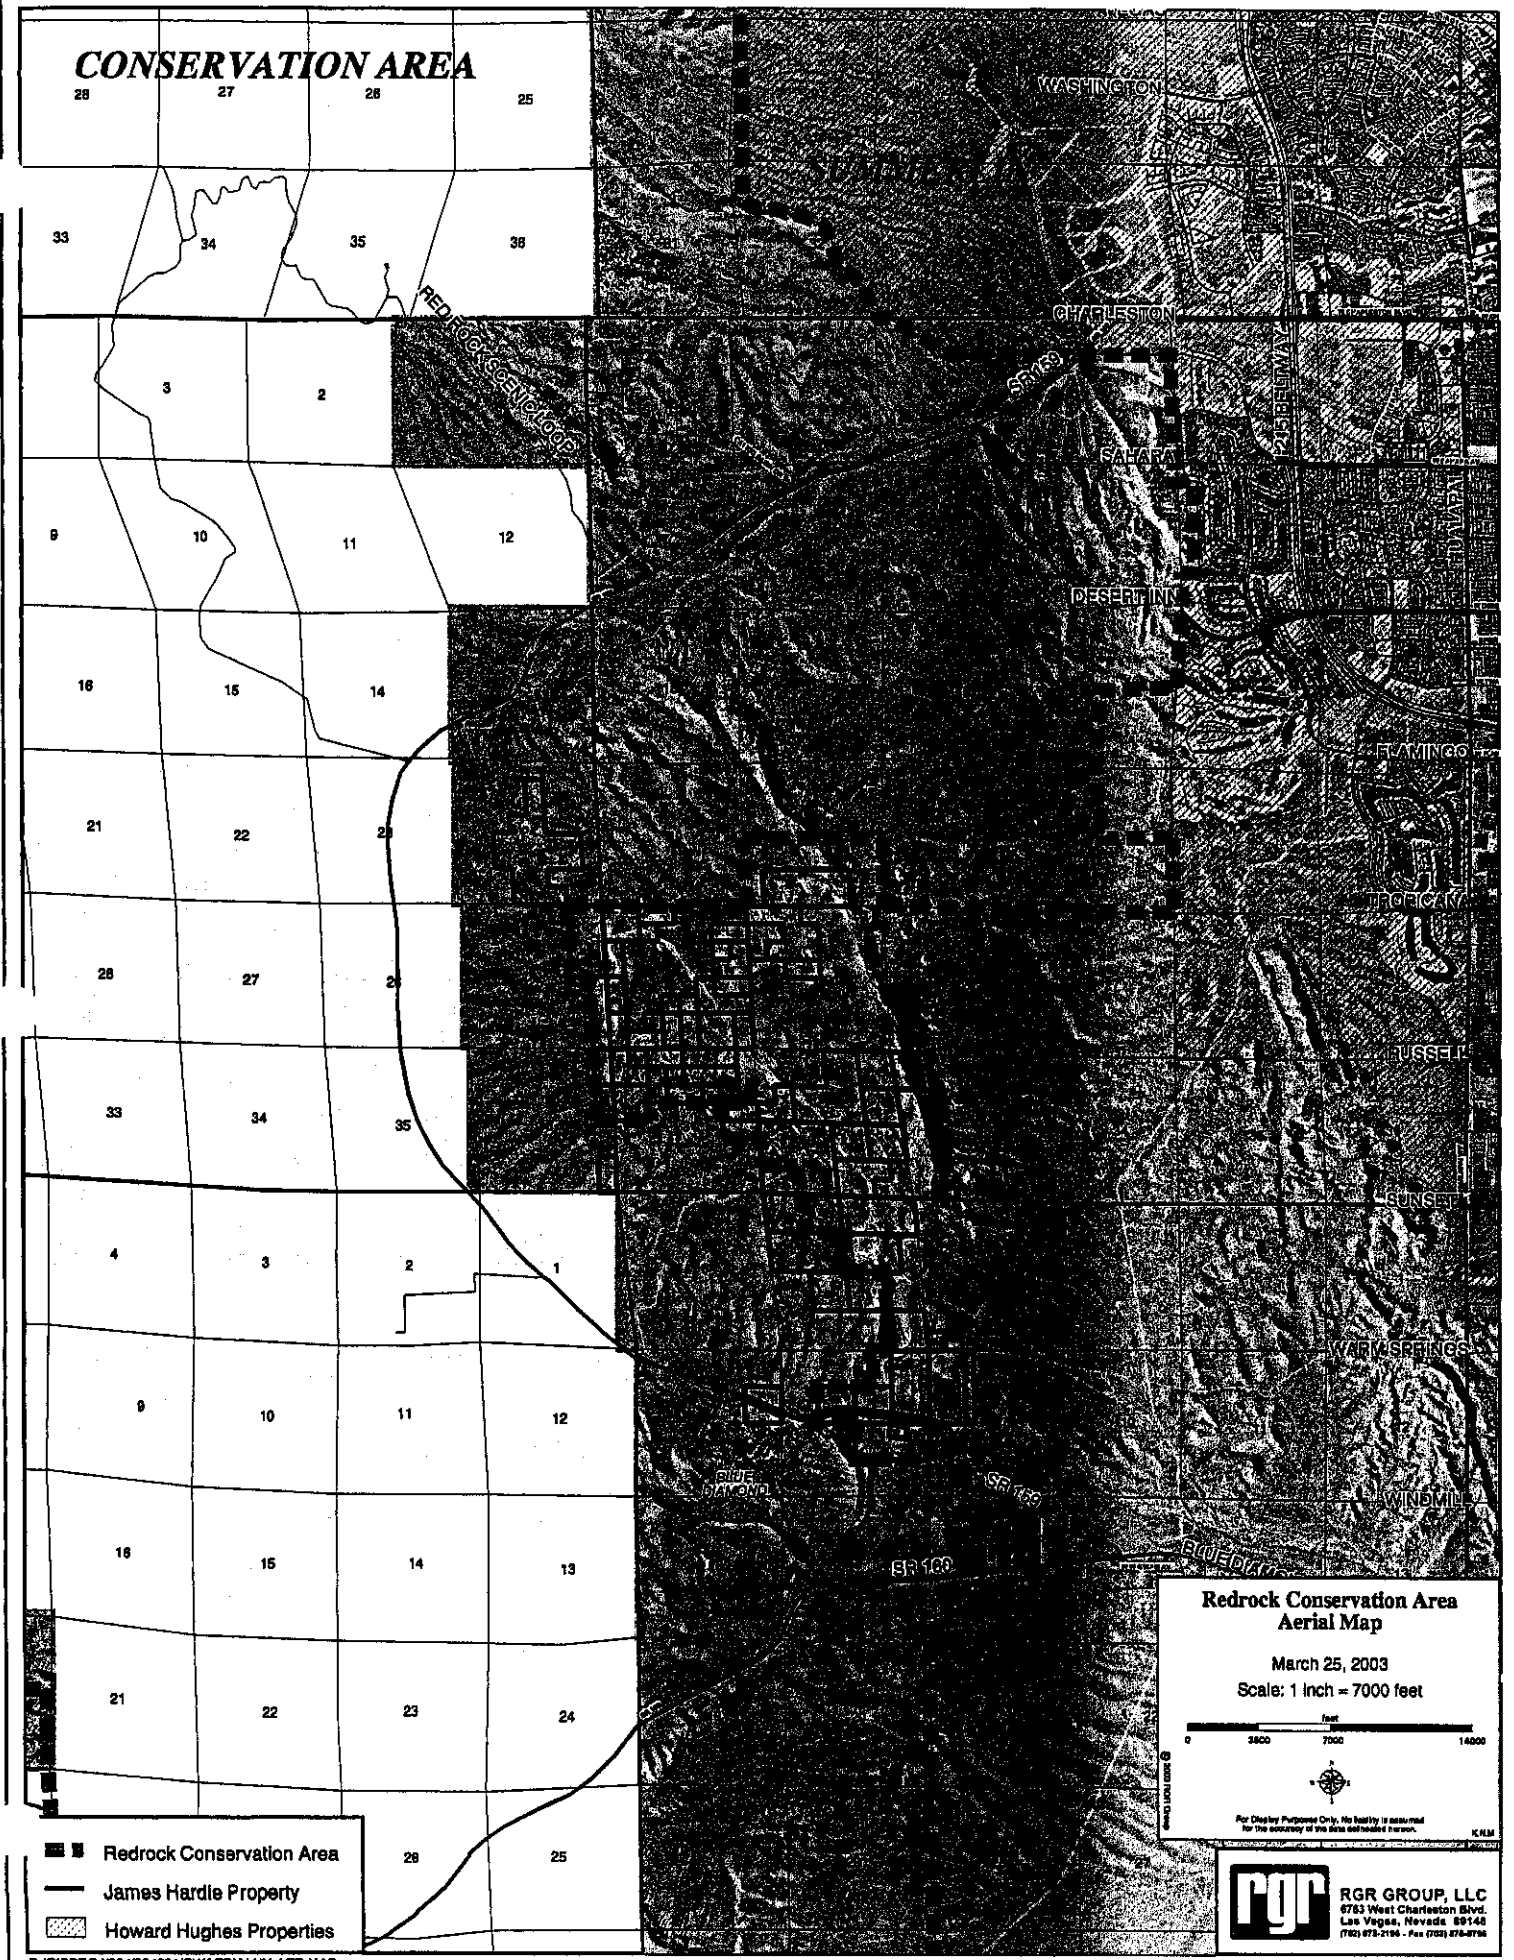 CONSERVATION AREA
28 27 26 25
WASHINGTON
33 34 35 36
RED ROCK SCENIC LOOP
CHARLESTON
SR 159
3 2
I-215 BELTWAY
SAHARA
HUALAPAI
9 10 11 12
DESERT INN
16 15 14
FLAMINGO
21 22 23
TROPICANA
28 27 26
RUSSELL
33 34 35
SUNSET
4 3 2 1
WARM SPRINGS
9 10 11 12
BLUE
DIAMOND
SR 159
WINDMILL
16 15 14 13
SR 160
21 22 23 24
26 25
Redrock Conservation Area
Aerial Map
March 25, 2003
Scale: 1 inch = 7000 feet
feet
0 3500 7000 14000
For Display Purposes Only. No liability is assumed
for the accuracy of the data delineated hereon.
K.N.M
Redrock Conservation Area
James Hardie Property
Howard Hughes Properties
rgr
RGR GROUP, LLC
6763 West Charleston Blvd.
Las Vegas, Nevada 89146